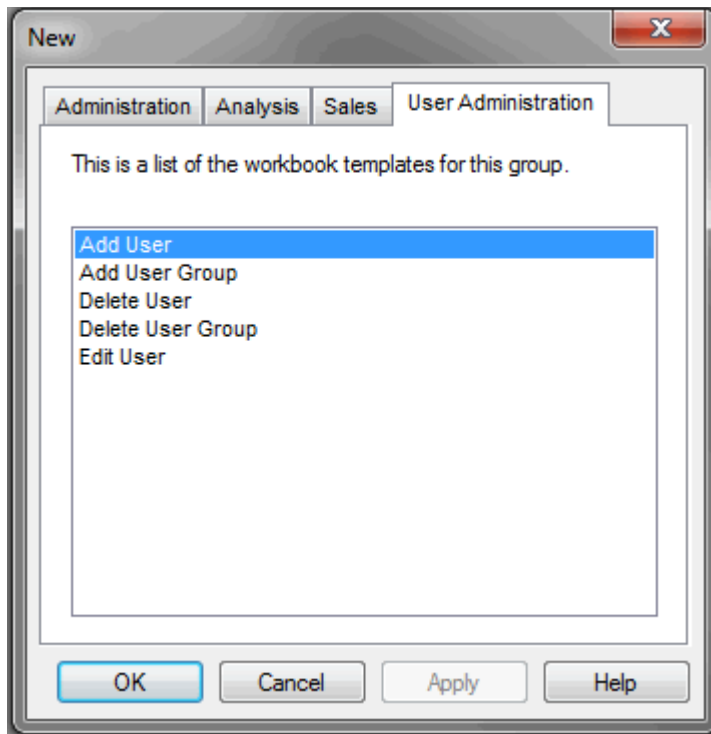 New
Administration Analysis Sales User Administration
This is a list of the workbook templates for this group.
Add User
Add User Group
Delete User
Delete User Group
Edit User
OK Cancel Apply Help